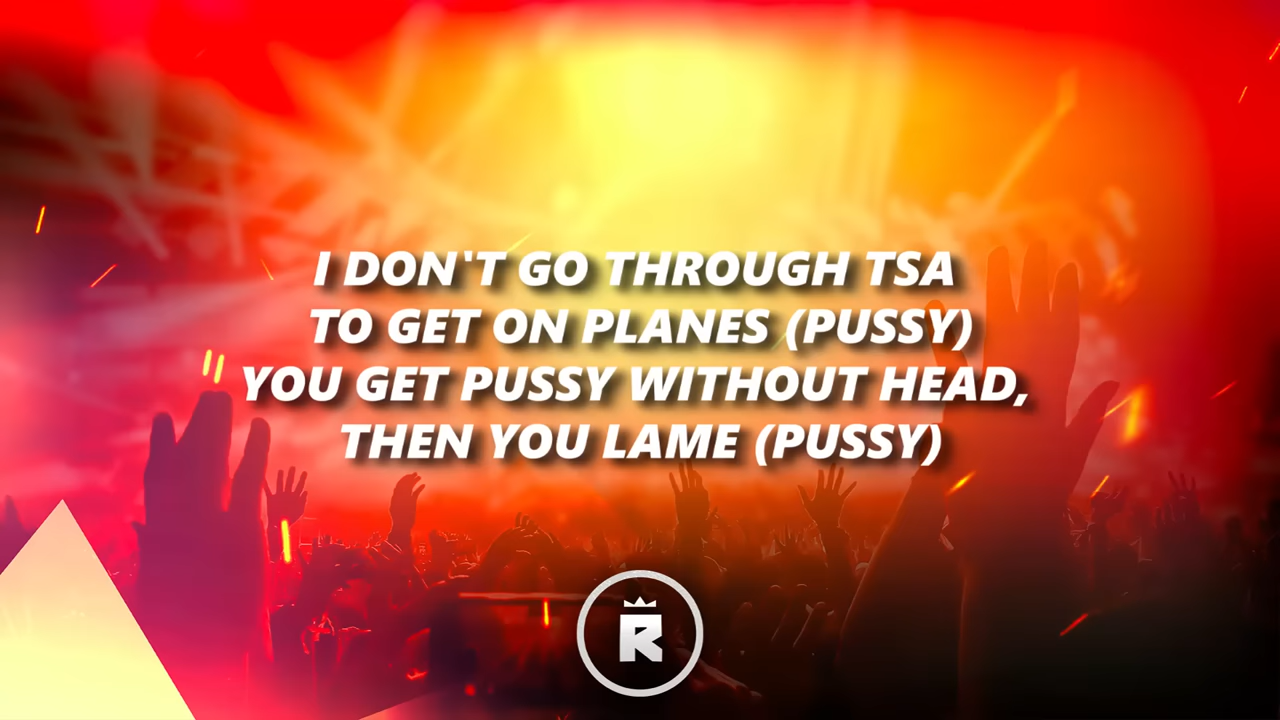 I DON'T GO THROUGH TSA
TO GET ON PLANES (PUSSY)
YOU GET PUSSY WITHOUT HEAD,
THEN YOU LAME (PUSSY)
R